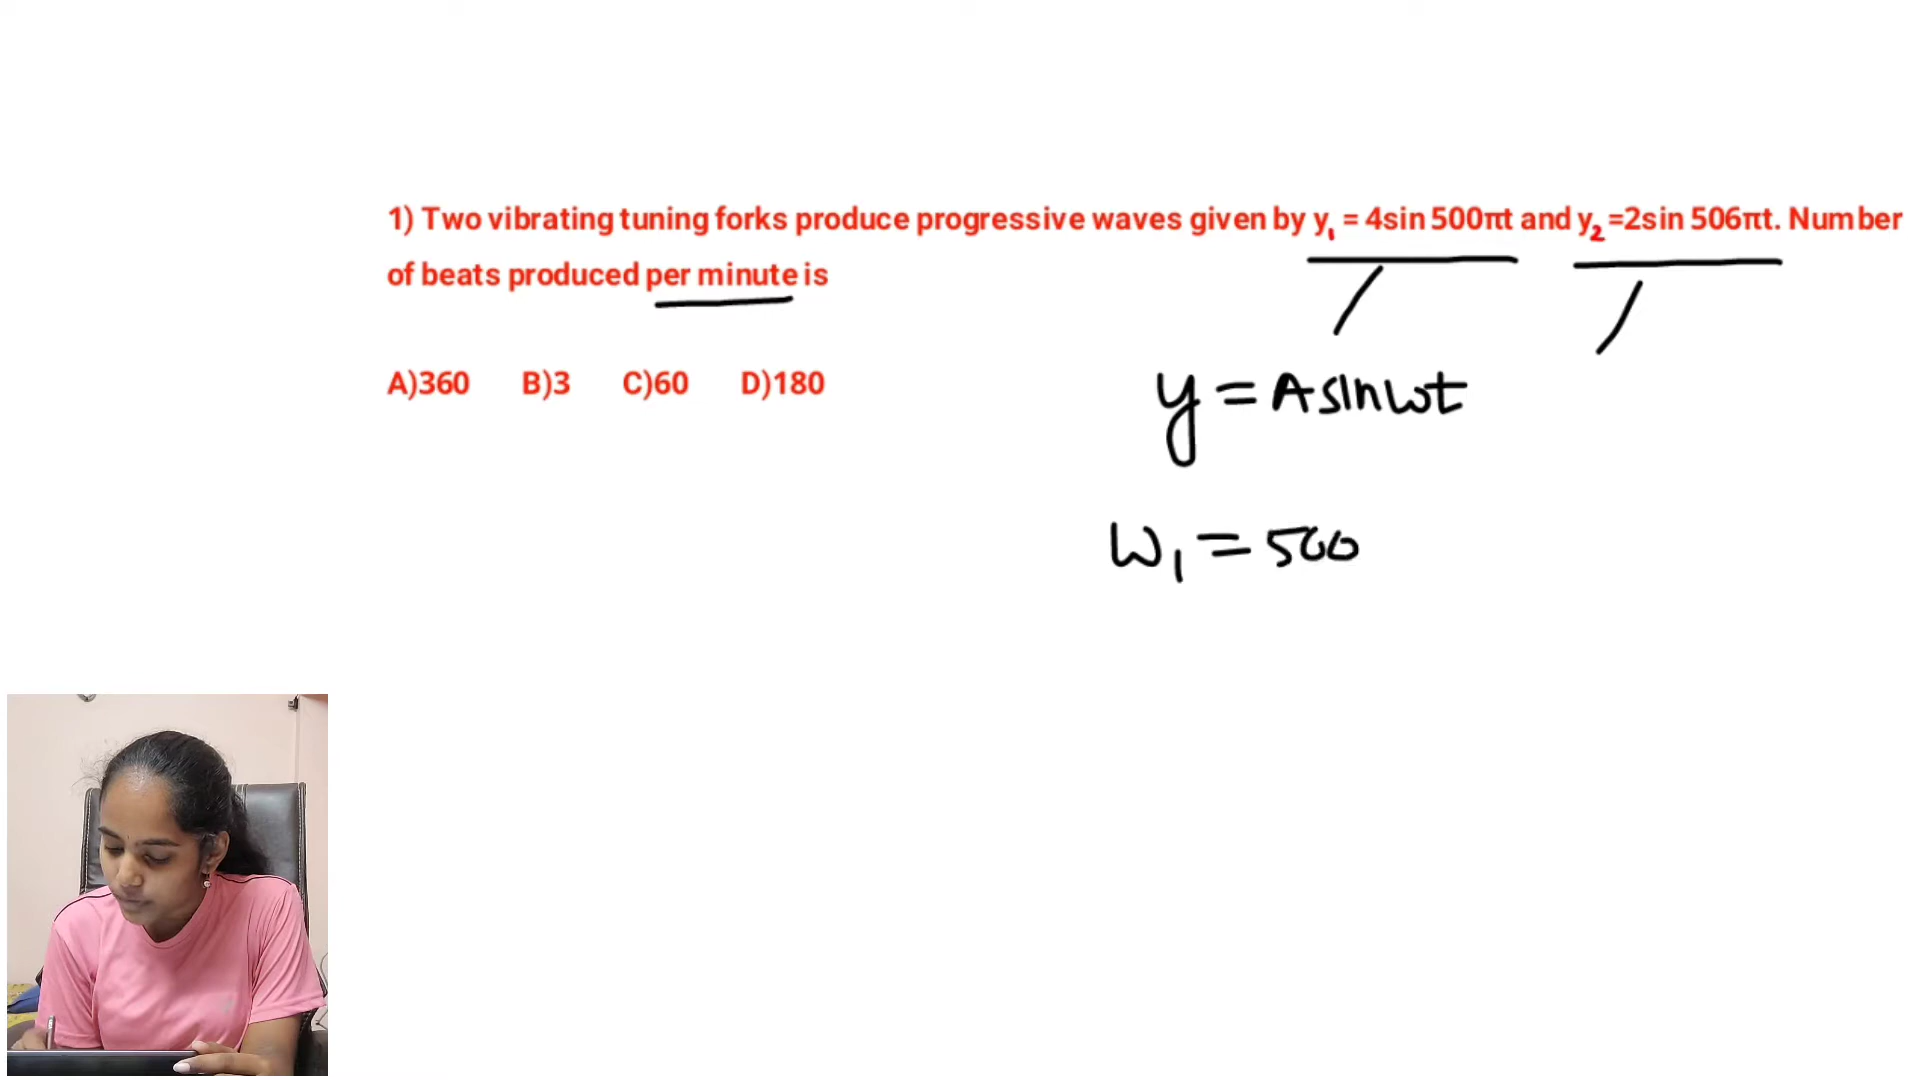 1) Two vibrating tuning forks produce progressive waves given by y₁ = 4sin 500πt and y₂ =2sin 506πt. Number
of beats produced per minute is
A)360 B)3 C)60 D)180
y = A sin ωt
ω₁ = 500